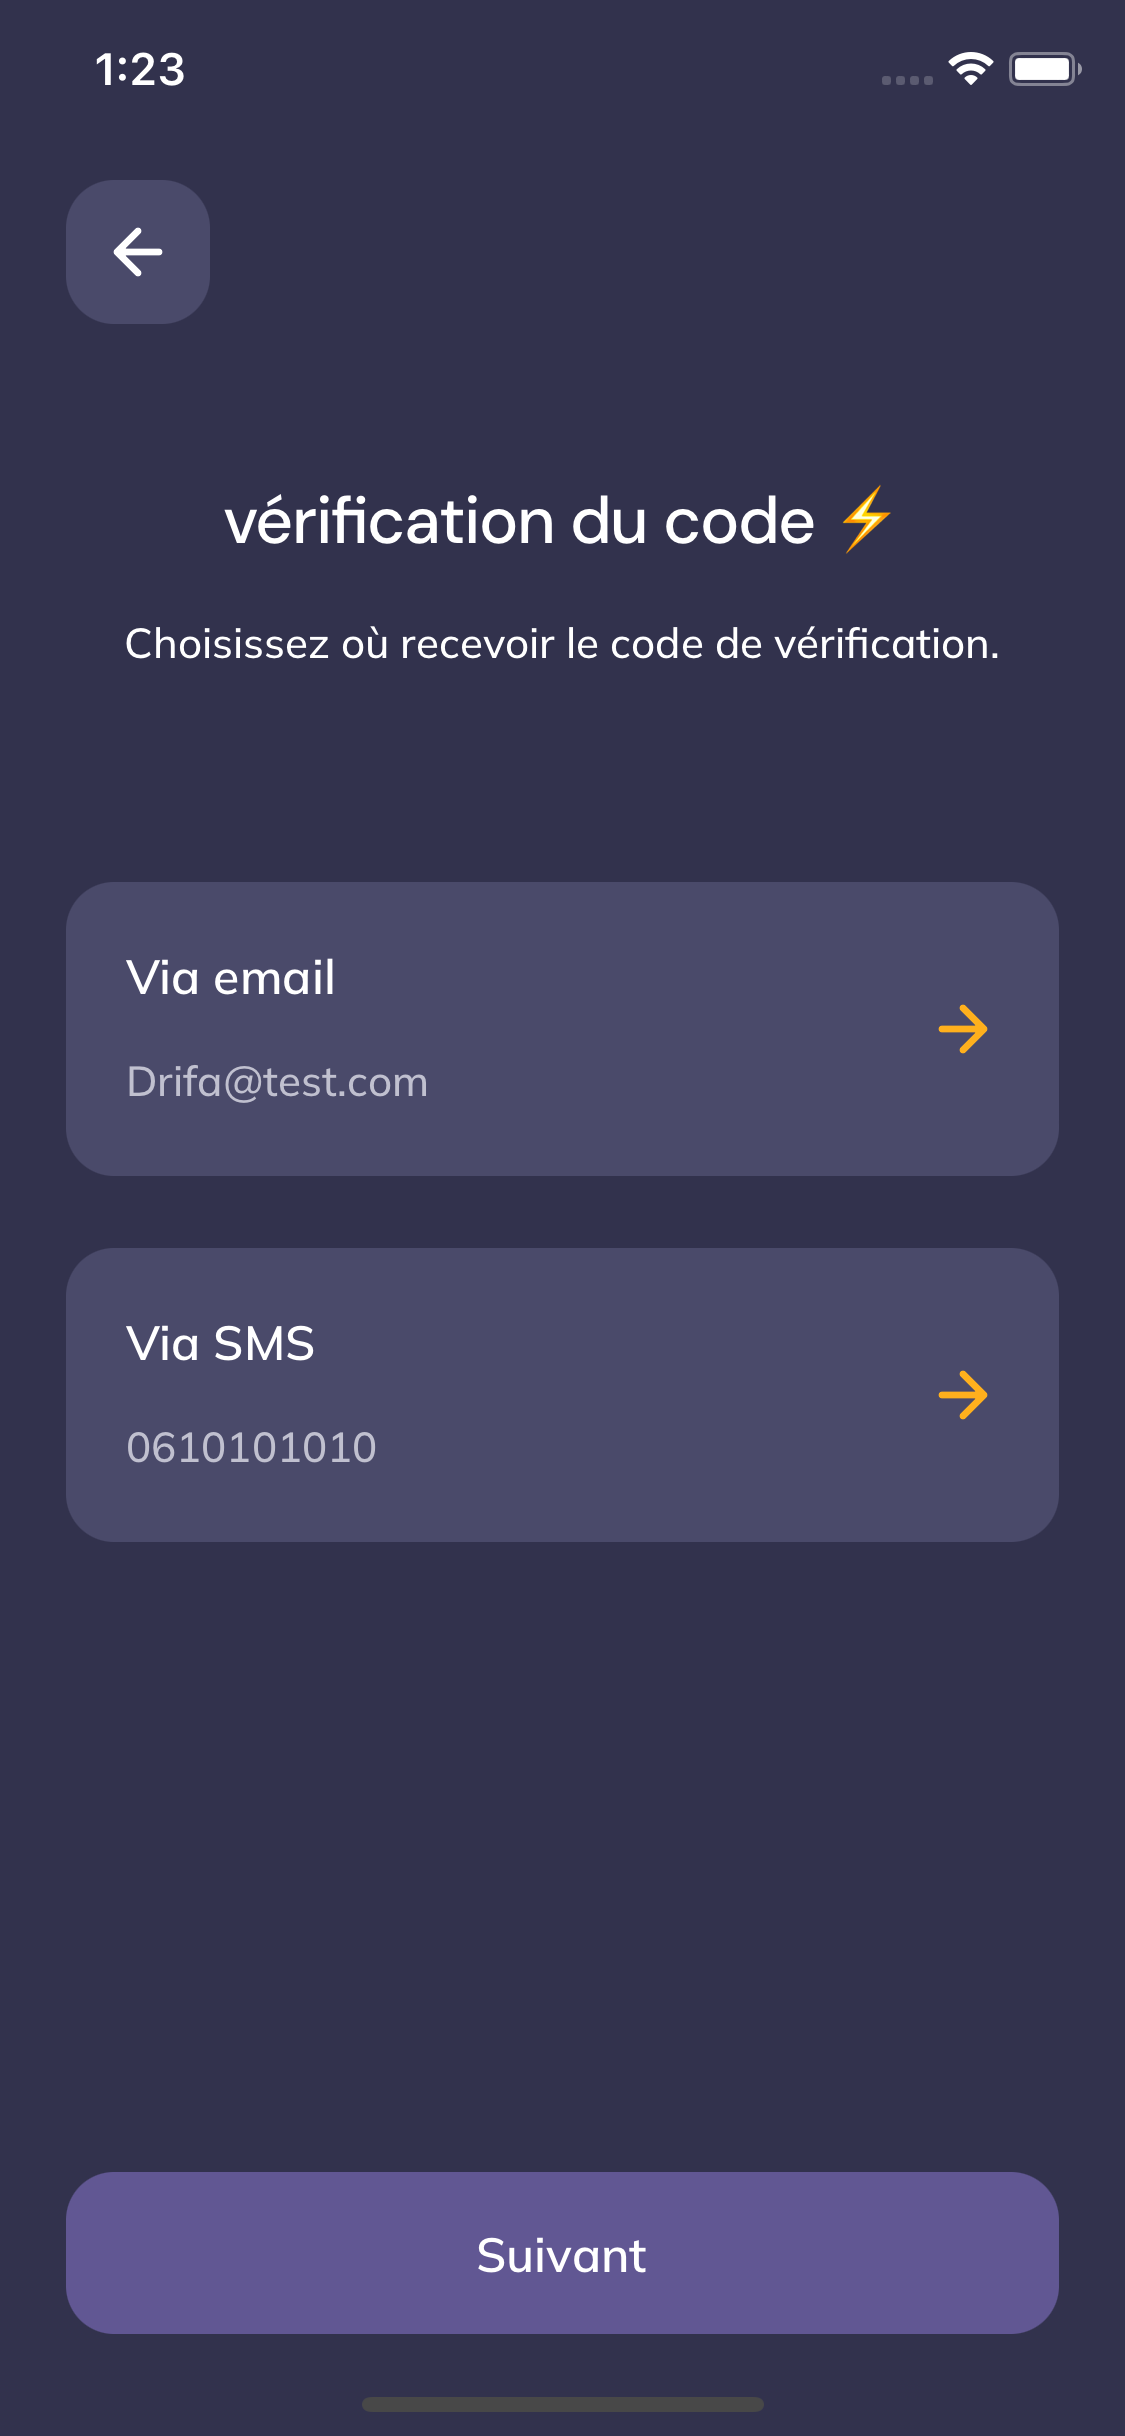 1:23
vérification du code ⚡
Choisissez où recevoir le code de vérification.
Via email
Drifa@test.com
Via SMS
0610101010
Suivant